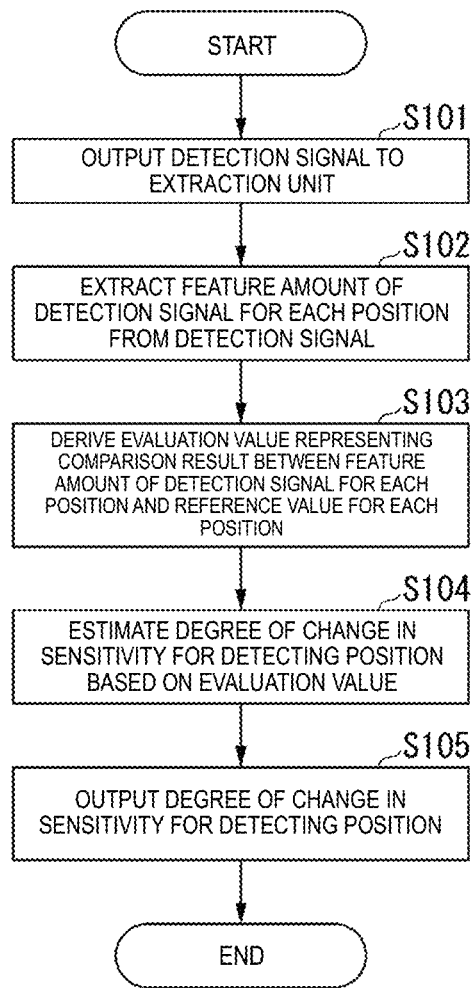 START
S101
OUTPUT DETECTION SIGNAL TO
EXTRACTION UNIT
S102
EXTRACT FEATURE AMOUNT OF
DETECTION SIGNAL FOR EACH POSITION
FROM DETECTION SIGNAL
S103
DERIVE EVALUATION VALUE REPRESENTING
COMPARISON RESULT BETWEEN FEATURE
AMOUNT OF DETECTION SIGNAL FOR EACH
POSITION AND REFERENCE VALUE FOR EACH
POSITION
S104
ESTIMATE DEGREE OF CHANGE IN
SENSITIVITY FOR DETECTING POSITION
BASED ON EVALUATION VALUE
S105
OUTPUT DEGREE OF CHANGE IN
SENSITIVITY FOR DETECTING POSITION
END